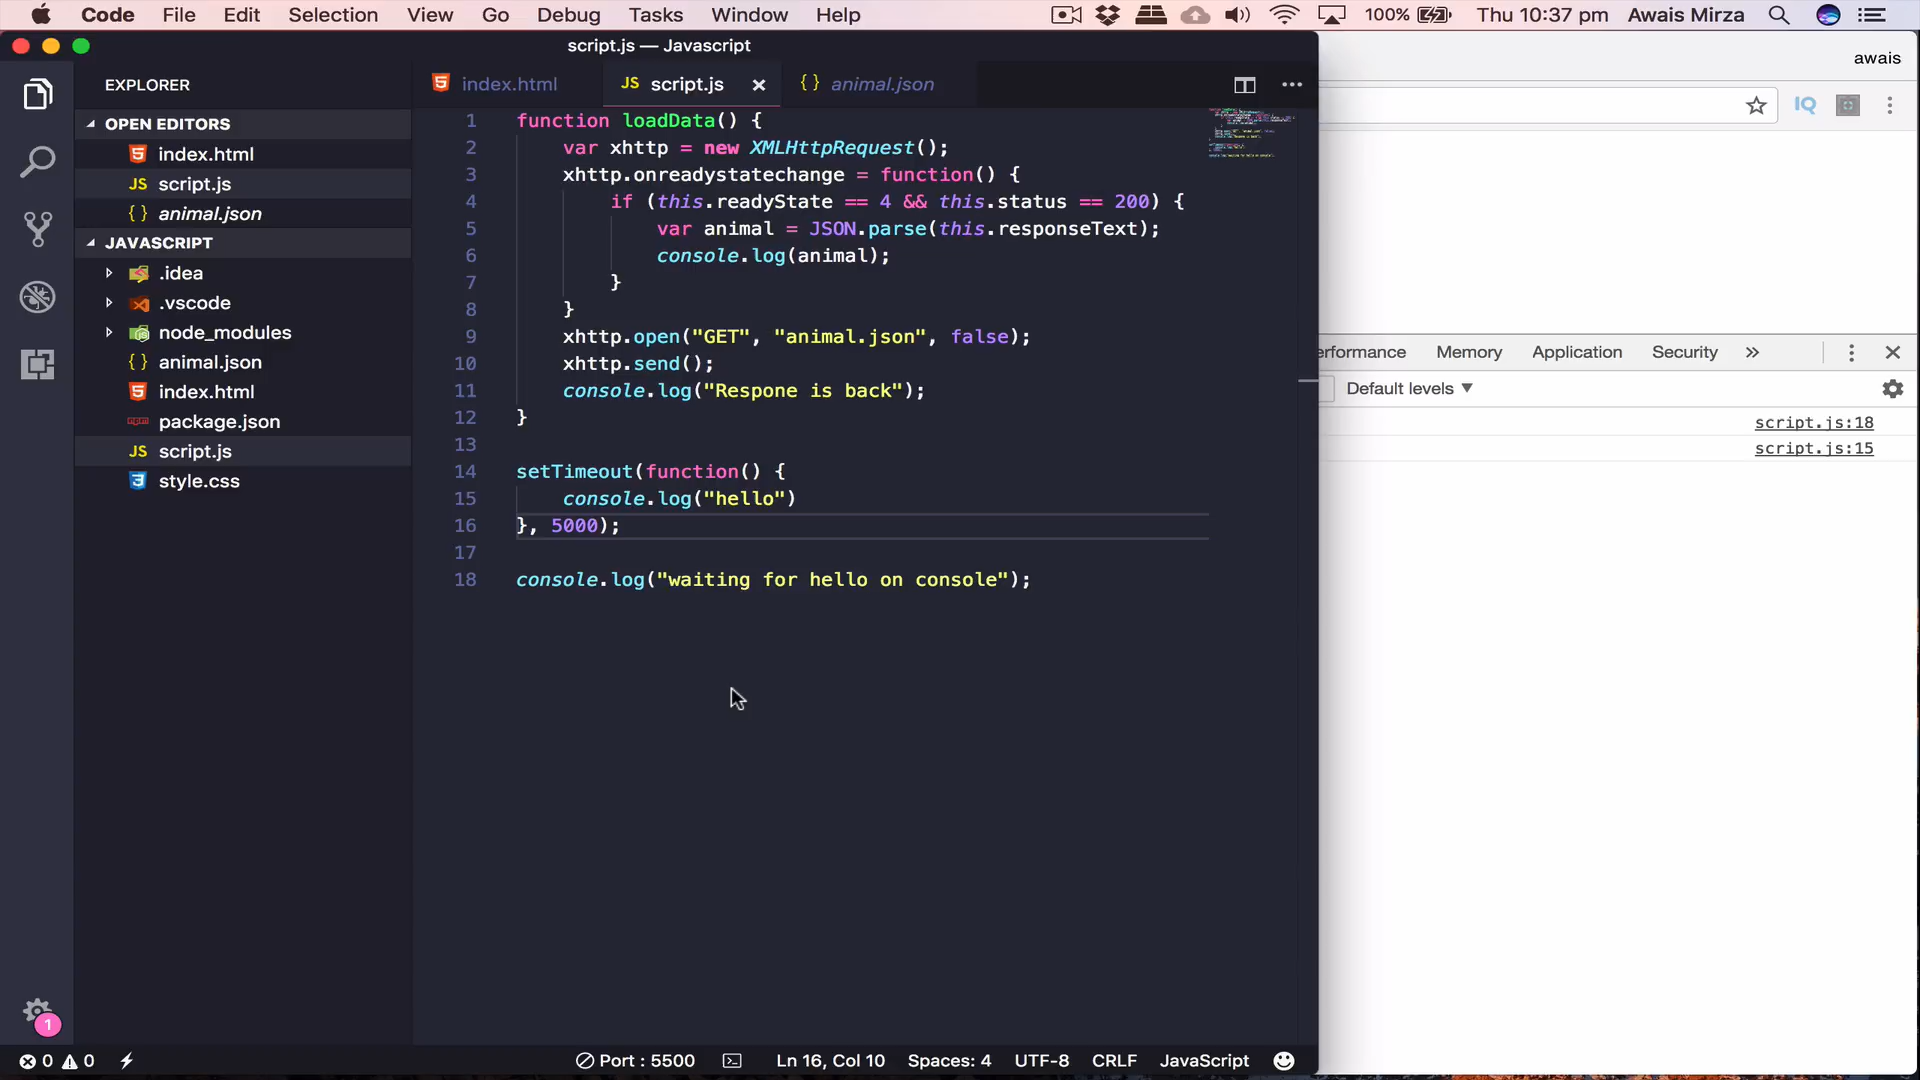 Code File Edit Selection View Go Debug Tasks Window Help 100% Thu 10:37 pm Awais Mirza
script.js — Javascript
awais
EXPLORER
OPEN EDITORS
index.html
script.js
animal.json
JAVASCRIPT
.idea
.vscode
node_modules
animal.json
index.html
package.json
script.js
style.css
index.html JS script.js × {} animal.json
1 function loadData() {
2 var xhttp = new XMLHttpRequest();
3 xhttp.onreadystatechange = function() {
4 if (this.readyState == 4 && this.status == 200) {
5 var animal = JSON.parse(this.responseText);
6 console.log(animal);
7 }
8 }
9 xhttp.open("GET", "animal.json", false);
10 xhttp.send();
11 console.log("Respone is back");
12 }
13
14 setTimeout(function() {
15 console.log("hello")
16 }, 5000);
17
18 console.log("waiting for hello on console");
IQ
erformance Memory Application Security »
Default levels ▼
script.js:18
script.js:15
1
0 0 Port : 5500 Ln 16, Col 10 Spaces: 4 UTF-8 CRLF JavaScript